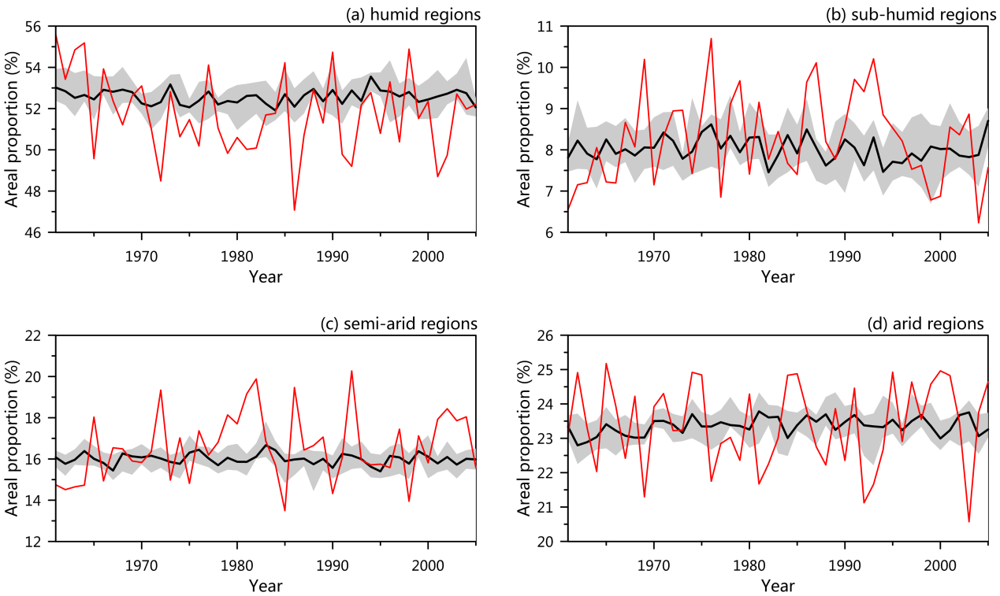 (a) humid regions
Areal proportion (%)
56
54
52
50
48
46
1970 1980 1990 2000
Year
(b) sub-humid regions
Areal proportion (%)
11
10
9
8
7
6
1970 1980 1990 2000
Year
(c) semi-arid regions
Areal proportion (%)
22
20
18
16
14
12
1970 1980 1990 2000
Year
(d) arid regions
Areal proportion (%)
26
25
24
23
22
21
20
1970 1980 1990 2000
Year